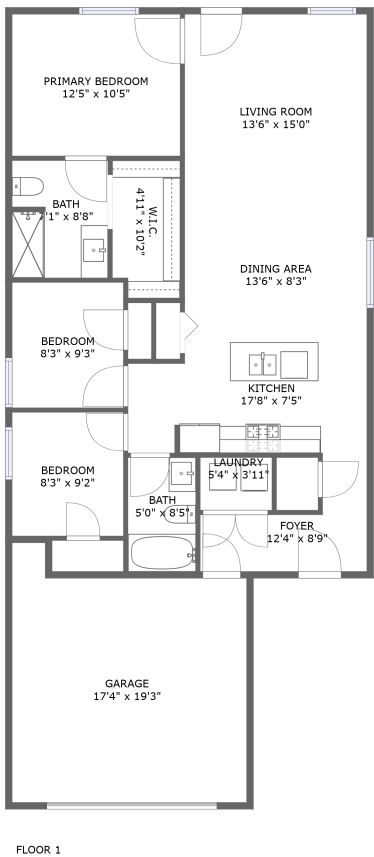 PRIMARY BEDROOM
12'5" x 10'5"
LIVING ROOM
13'6" x 15'0"
BATH
'1" x 8'8"
W.I.C.
4'11" x 10'2"
DINING AREA
13'6" x 8'3"
BEDROOM
8'3" x 9'3"
KITCHEN
17'8" x 7'5"
BEDROOM
8'3" x 9'2"
LAUNDRY
5'4" x 3'11"
BATH
5'0" x 8'5"
FOYER
12'4" x 8'9"
GARAGE
17'4" x 19'3"
FLOOR 1